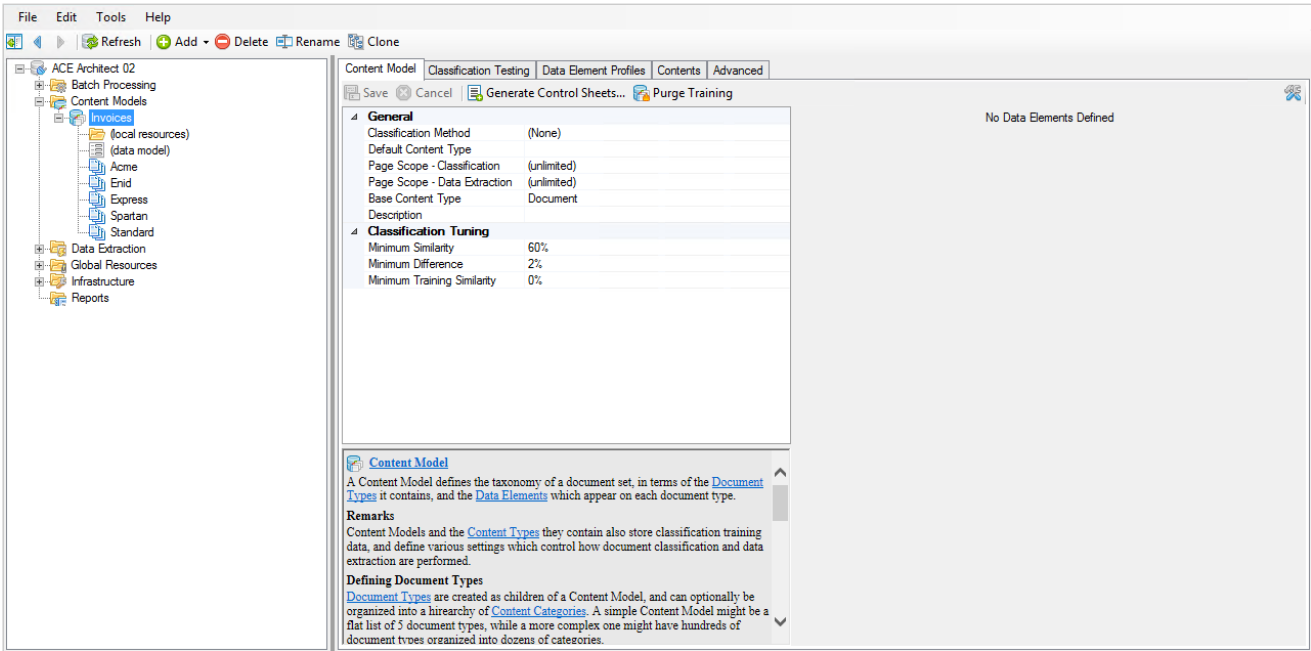 File Edit Tools Help
Refresh Add Delete Rename Clone
ACE Architect 02
Batch Processing
Content Models
Invoices
(local resources)
(data model)
Acme
Enid
Express
Spartan
Standard
Data Extraction
Global Resources
Infrastructure
Reports
Content Model Classification Testing Data Element Profiles Contents Advanced
Save Cancel Generate Control Sheets... Purge Training
General
Classification Method (None)
Default Content Type
Page Scope - Classification (unlimited)
Page Scope - Data Extraction (unlimited)
Base Content Type Document
Description
Classification Tuning
Minimum Similarity 60%
Minimum Difference 2%
Minimum Training Similarity 0%
No Data Elements Defined
Content Model
A Content Model defines the taxonomy of a document set, in terms of the Document
Types it contains, and the Data Elements which appear on each document type.
Remarks
Content Models and the Content Types they contain also store classification training
data, and define various settings which control how document classification and data
extraction are performed.
Defining Document Types
Document Types are created as children of a Content Model, and can optionally be
organized into a hirearchy of Content Categories. A simple Content Model might be a
flat list of 5 document types, while a more complex one might have hundreds of
document types organized into dozens of categories.